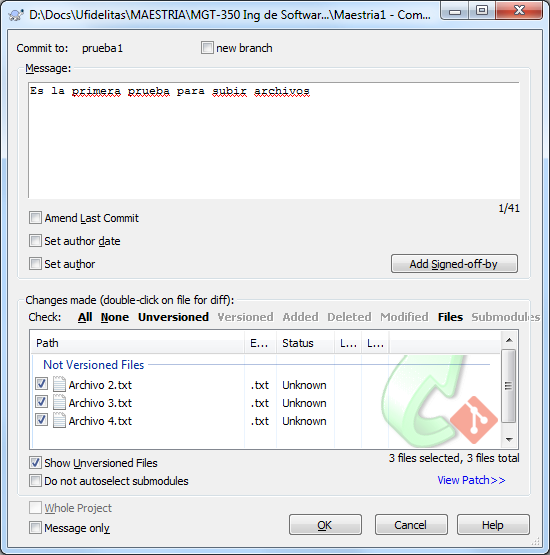 D:\Docs\Ufidelitas\MAESTRIA\MGT-350 Ing de Softwar...\Maestria1 - Com...
Commit to: prueba1 new branch
Message:
Es la primera prueba para subir archivos
1/41
Amend Last Commit
Set author date
Set author Add Signed-off-by
Changes made (double-click on file for diff):
Check: All None Unversioned Versioned Added Deleted Modified Files Submodules
Path E... Status L... L...
Not Versioned Files
Archivo 2.txt .txt Unknown
Archivo 3.txt .txt Unknown
Archivo 4.txt .txt Unknown
Show Unversioned Files 3 files selected, 3 files total
Do not autoselect submodules View Patch>>
Whole Project
Message only OK Cancel Help